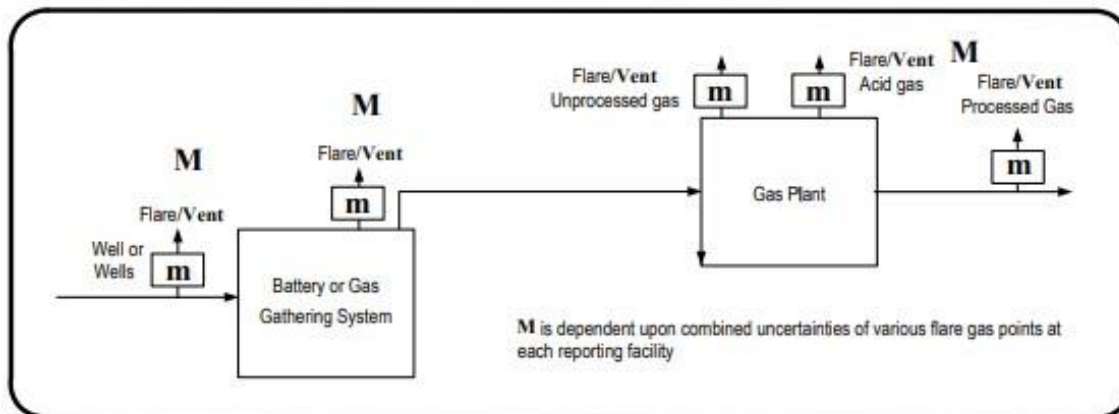 M
Flare/Vent
Well or
Wells
m
M
Flare/Vent
m
Battery or Gas
Gathering System
Flare/Vent
Unprocessed gas
m
Flare/Vent
Acid gas
m
M
Flare/Vent
Processed Gas
m
Gas Plant
M is dependent upon combined uncertainties of various flare gas points at
each reporting facility